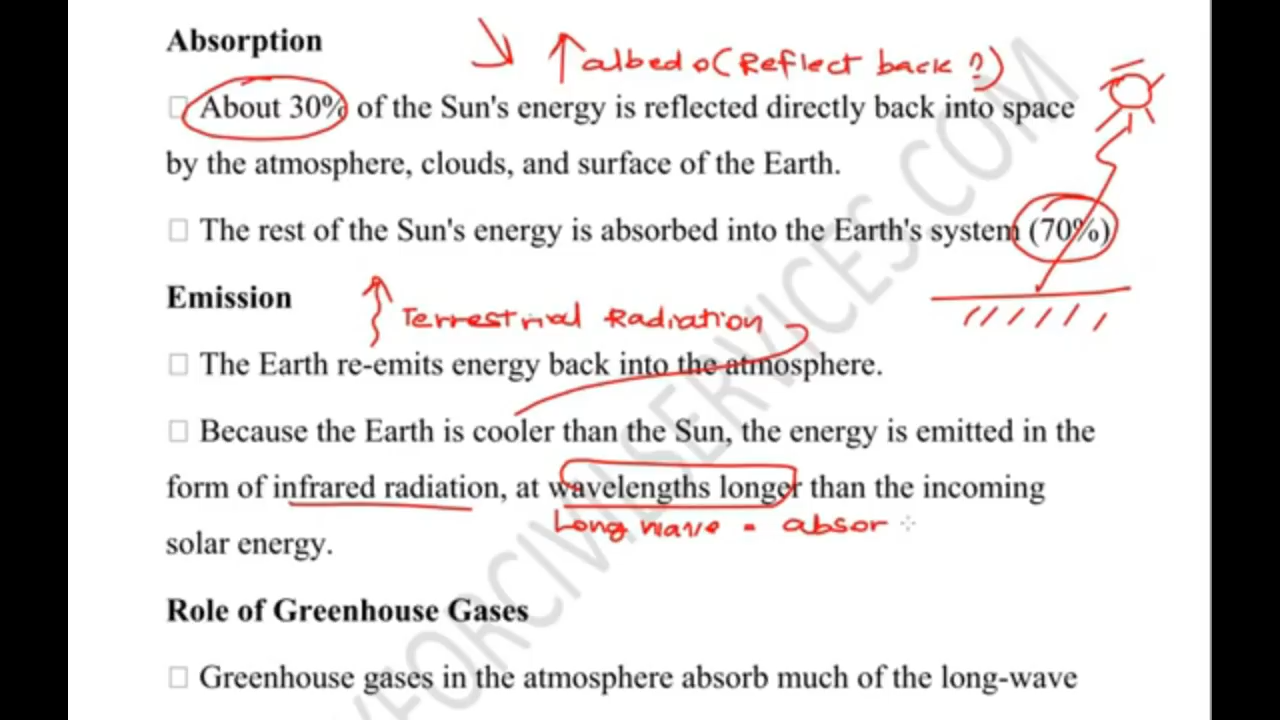 Absorption
↑ albedo (Reflect back ?)
□ About 30% of the Sun's energy is reflected directly back into space
by the atmosphere, clouds, and surface of the Earth.
□ The rest of the Sun's energy is absorbed into the Earth's system (70%)
Emission
Terrestrial Radiation
□ The Earth re-emits energy back into the atmosphere.
□ Because the Earth is cooler than the Sun, the energy is emitted in the
form of infrared radiation, at wavelengths longer than the incoming
Long wave - absor
solar energy.
Role of Greenhouse Gases
□ Greenhouse gases in the atmosphere absorb much of the long-wave
FORCIVILSERVICES.COM